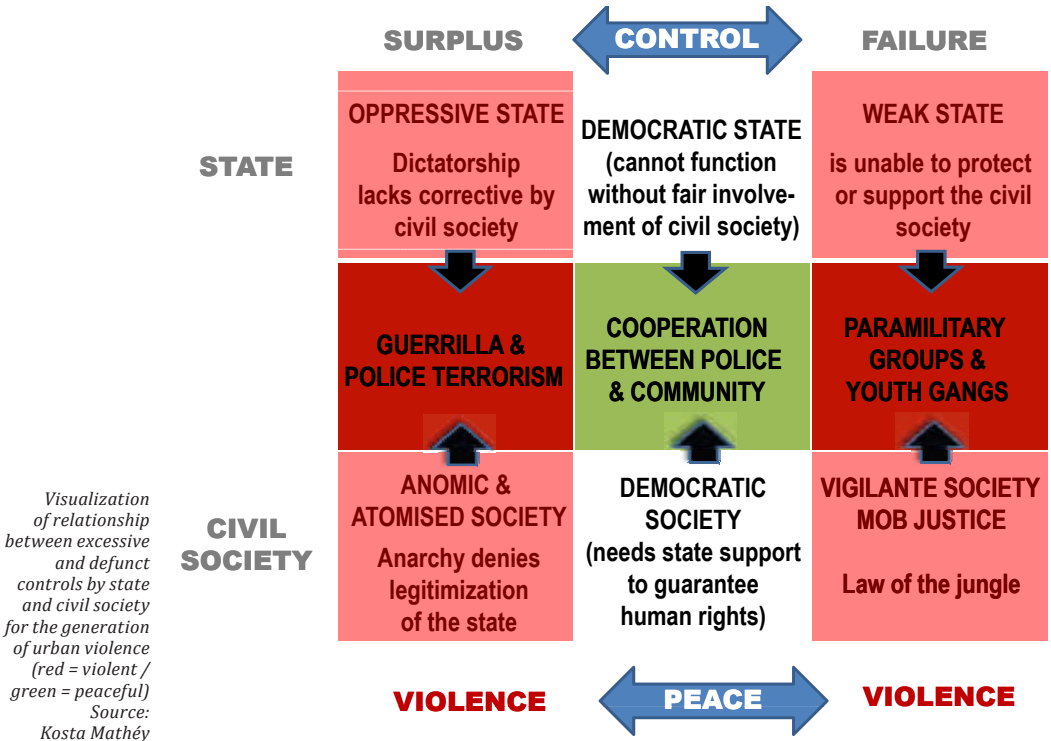 SURPLUS
CONTROL
FAILURE
STATE
OPPRESSIVE STATE
Dictatorship
lacks corrective by
civil society
DEMOCRATIC STATE
(cannot function
without fair involve-
ment of civil society)
WEAK STATE
is unable to protect
or support the civil
society
GUERRILLA &
POLICE TERRORISM
COOPERATION
BETWEEN POLICE
& COMMUNITY
PARAMILITARY
GROUPS &
YOUTH GANGS
CIVIL
SOCIETY
ANOMIC &
ATOMISED SOCIETY
Anarchy denies
legitimization
of the state
DEMOCRATIC
SOCIETY
(needs state support
to guarantee
human rights)
VIGILANTE SOCIETY
MOB JUSTICE
Law of the jungle
VIOLENCE
PEACE
VIOLENCE
Visualization
of relationship
between excessive
and defunct
controls by state
and civil society
for the generation
of urban violence
(red = violent /
green = peaceful)
Source:
Kosta Mathéy